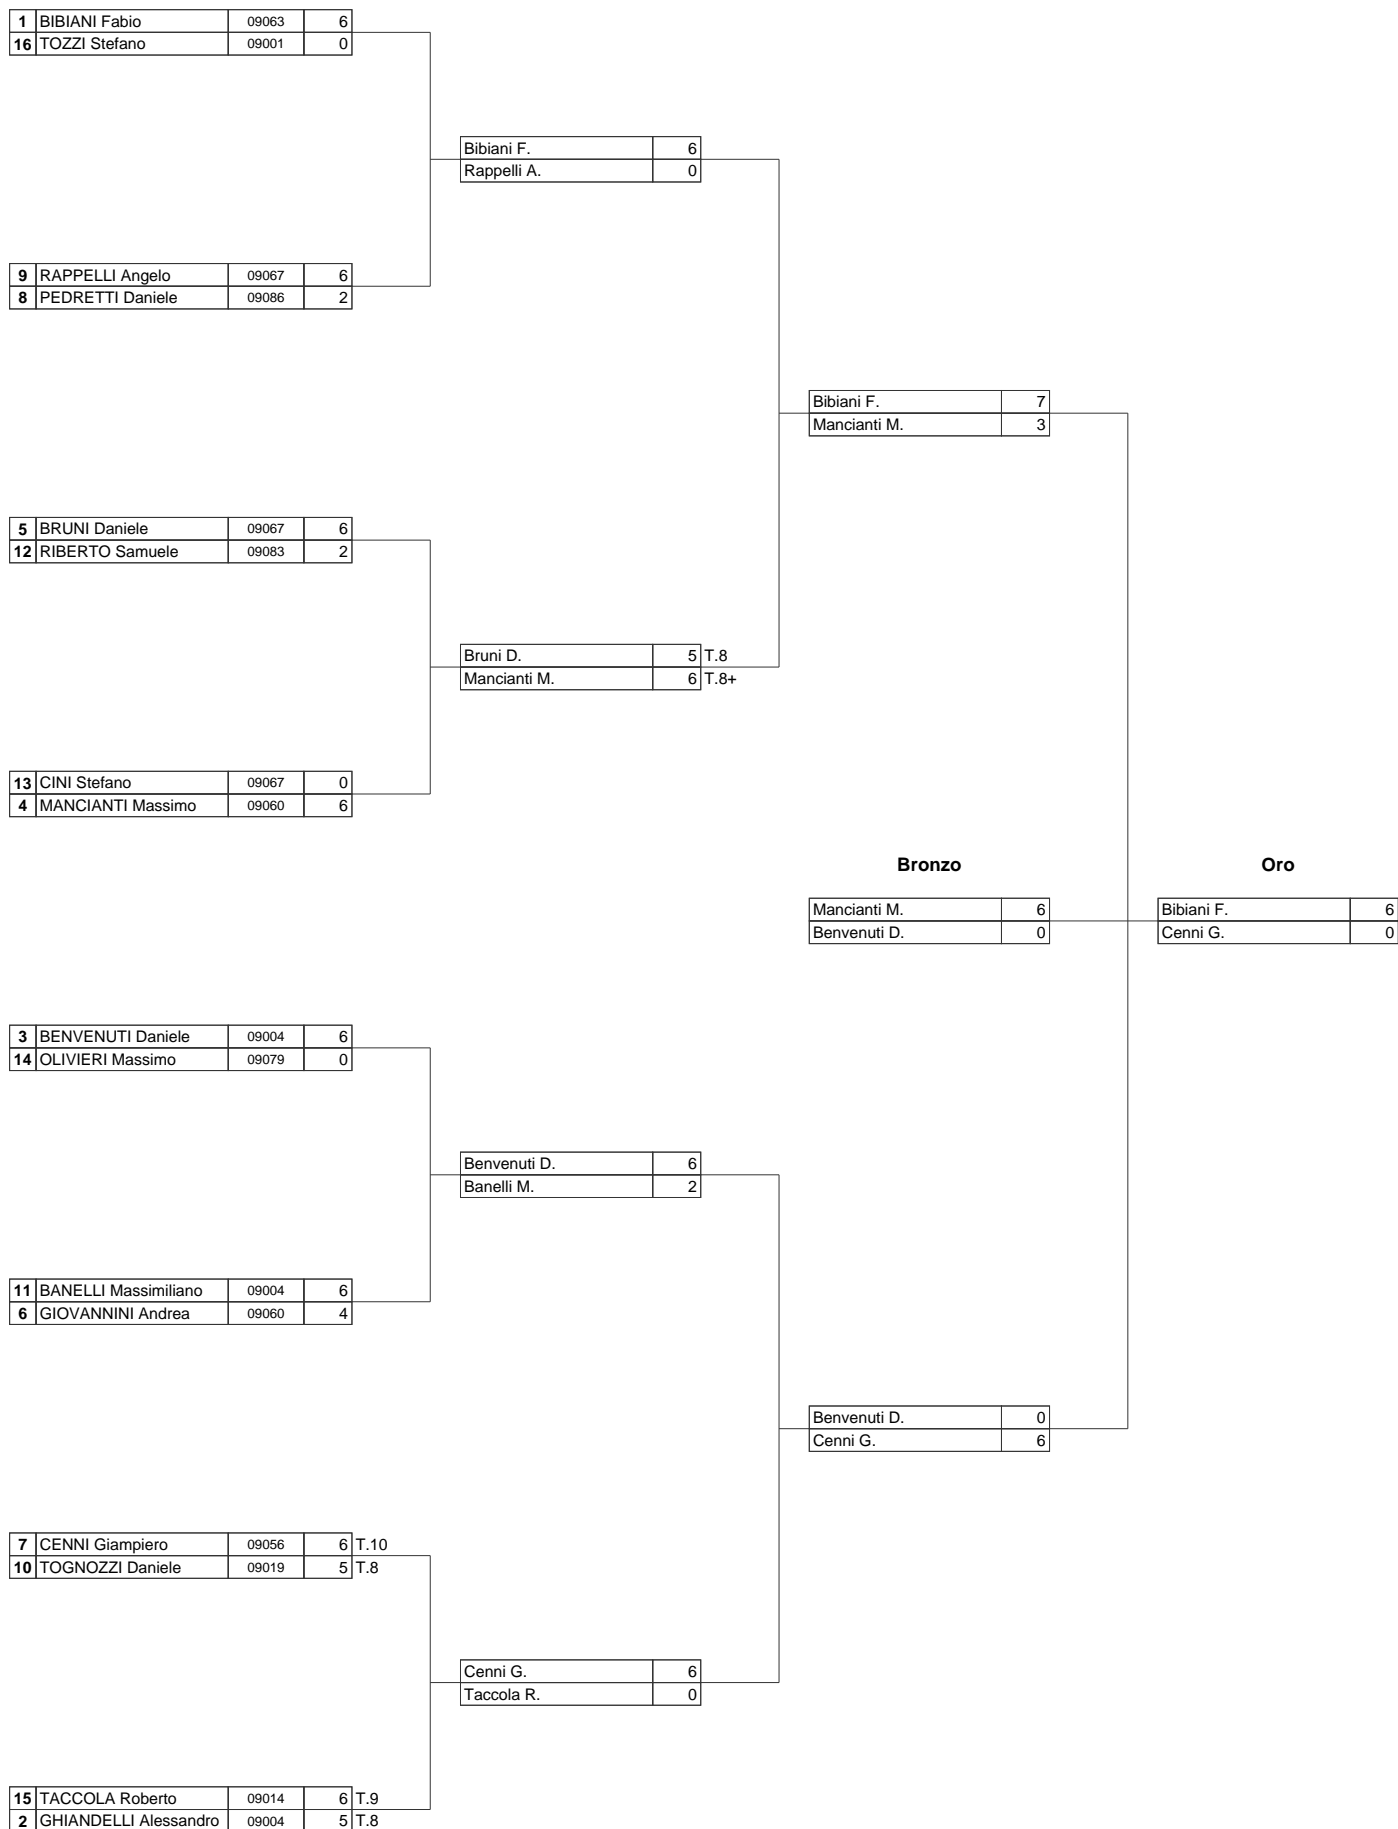 1 BIBIANI Fabio 09063 6
16 TOZZI Stefano 09001 0
Bibiani F. 6
Rappelli A. 0
9 RAPPELLI Angelo 09067 6
8 PEDRETTI Daniele 09086 2
Bibiani F. 7
Mancianti M. 3
5 BRUNI Daniele 09067 6
12 RIBERTO Samuele 09083 2
Bruni D. 5 T.8
Mancianti M. 6 T.8+
13 CINI Stefano 09067 0
4 MANCIANTI Massimo 09060 6
Bronzo Oro
Mancianti M. 6 Bibiani F. 6
Benvenuti D. 0 Cenni G. 0
3 BENVENUTI Daniele 09004 6
14 OLIVIERI Massimo 09079 0
Benvenuti D. 6
Banelli M. 2
11 BANELLI Massimiliano 09004 6
6 GIOVANNINI Andrea 09060 4
Benvenuti D. 0
Cenni G. 6
7 CENNI Giampiero 09056 6 T.10
10 TOGNOZZI Daniele 09019 5 T.8
Cenni G. 6
Taccola R. 0
15 TACCOLA Roberto 09014 6 T.9
2 GHIANDELLI Alessandro 09004 5 T.8